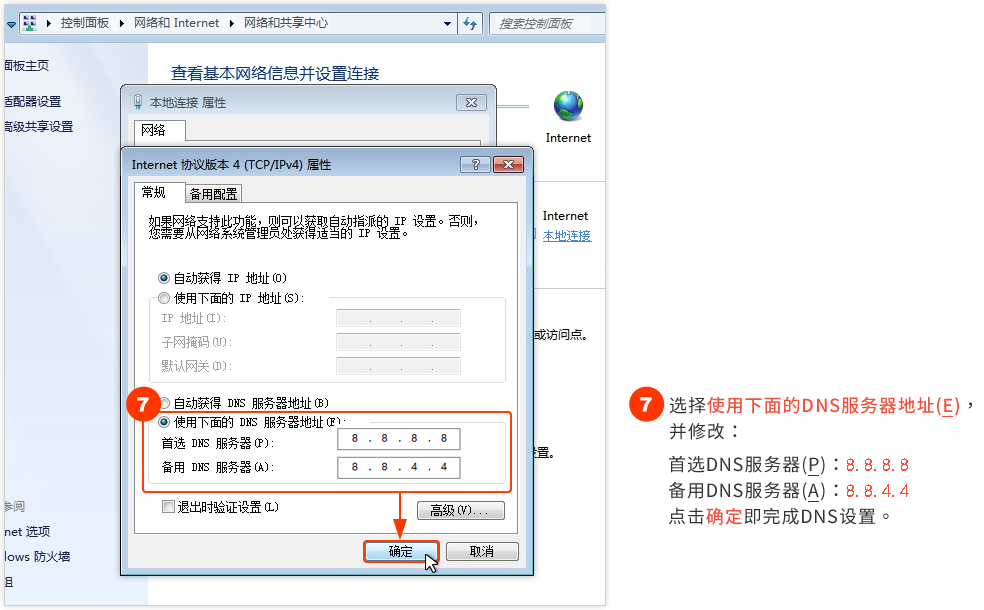 控制面板 ▸ 网络和 Internet ▸ 网络和共享中心
搜索控制面板
面板主页
适配器设置
高级共享设置
查看基本网络信息并设置连接
本地连接 属性
网络
Internet
Internet 协议版本 4 (TCP/IPv4) 属性
?
常规
备用配置
如果网络支持此功能，则可以获取自动指派的 IP 设置。否则，
您需要从网络系统管理员处获得适当的 IP 设置。
Internet
本地连接
自动获得 IP 地址(O)
使用下面的 IP 地址(S):
IP 地址(I):
子网掩码(U):
默认网关(D):
或访问点。
7
自动获得 DNS 服务器地址(B)
使用下面的 DNS 服务器地址(E):
首选 DNS 服务器(P):
8 . 8 . 8 . 8
备用 DNS 服务器(A):
8 . 8 . 4 . 4
置。
退出时验证设置(L)
高级(V)...
确定
取消
参阅
net 选项
dows 防火墙
组
7
选择使用下面的DNS服务器地址(E)，
并修改：
首选DNS服务器(P)：8.8.8.8
备用DNS服务器(A)：8.8.4.4
点击确定即完成DNS设置。